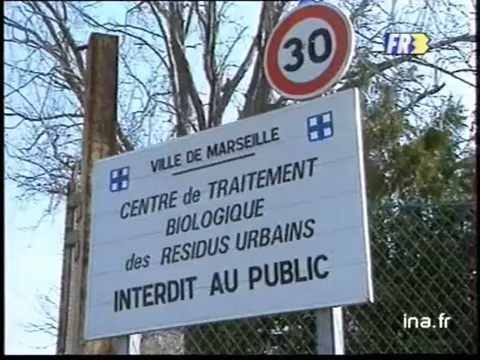 30
FR3
VILLE DE MARSEILLE
CENTRE de TRAITEMENT
BIOLOGIQUE
des RESIDUS URBAINS
INTERDIT AU PUBLIC
ina.fr